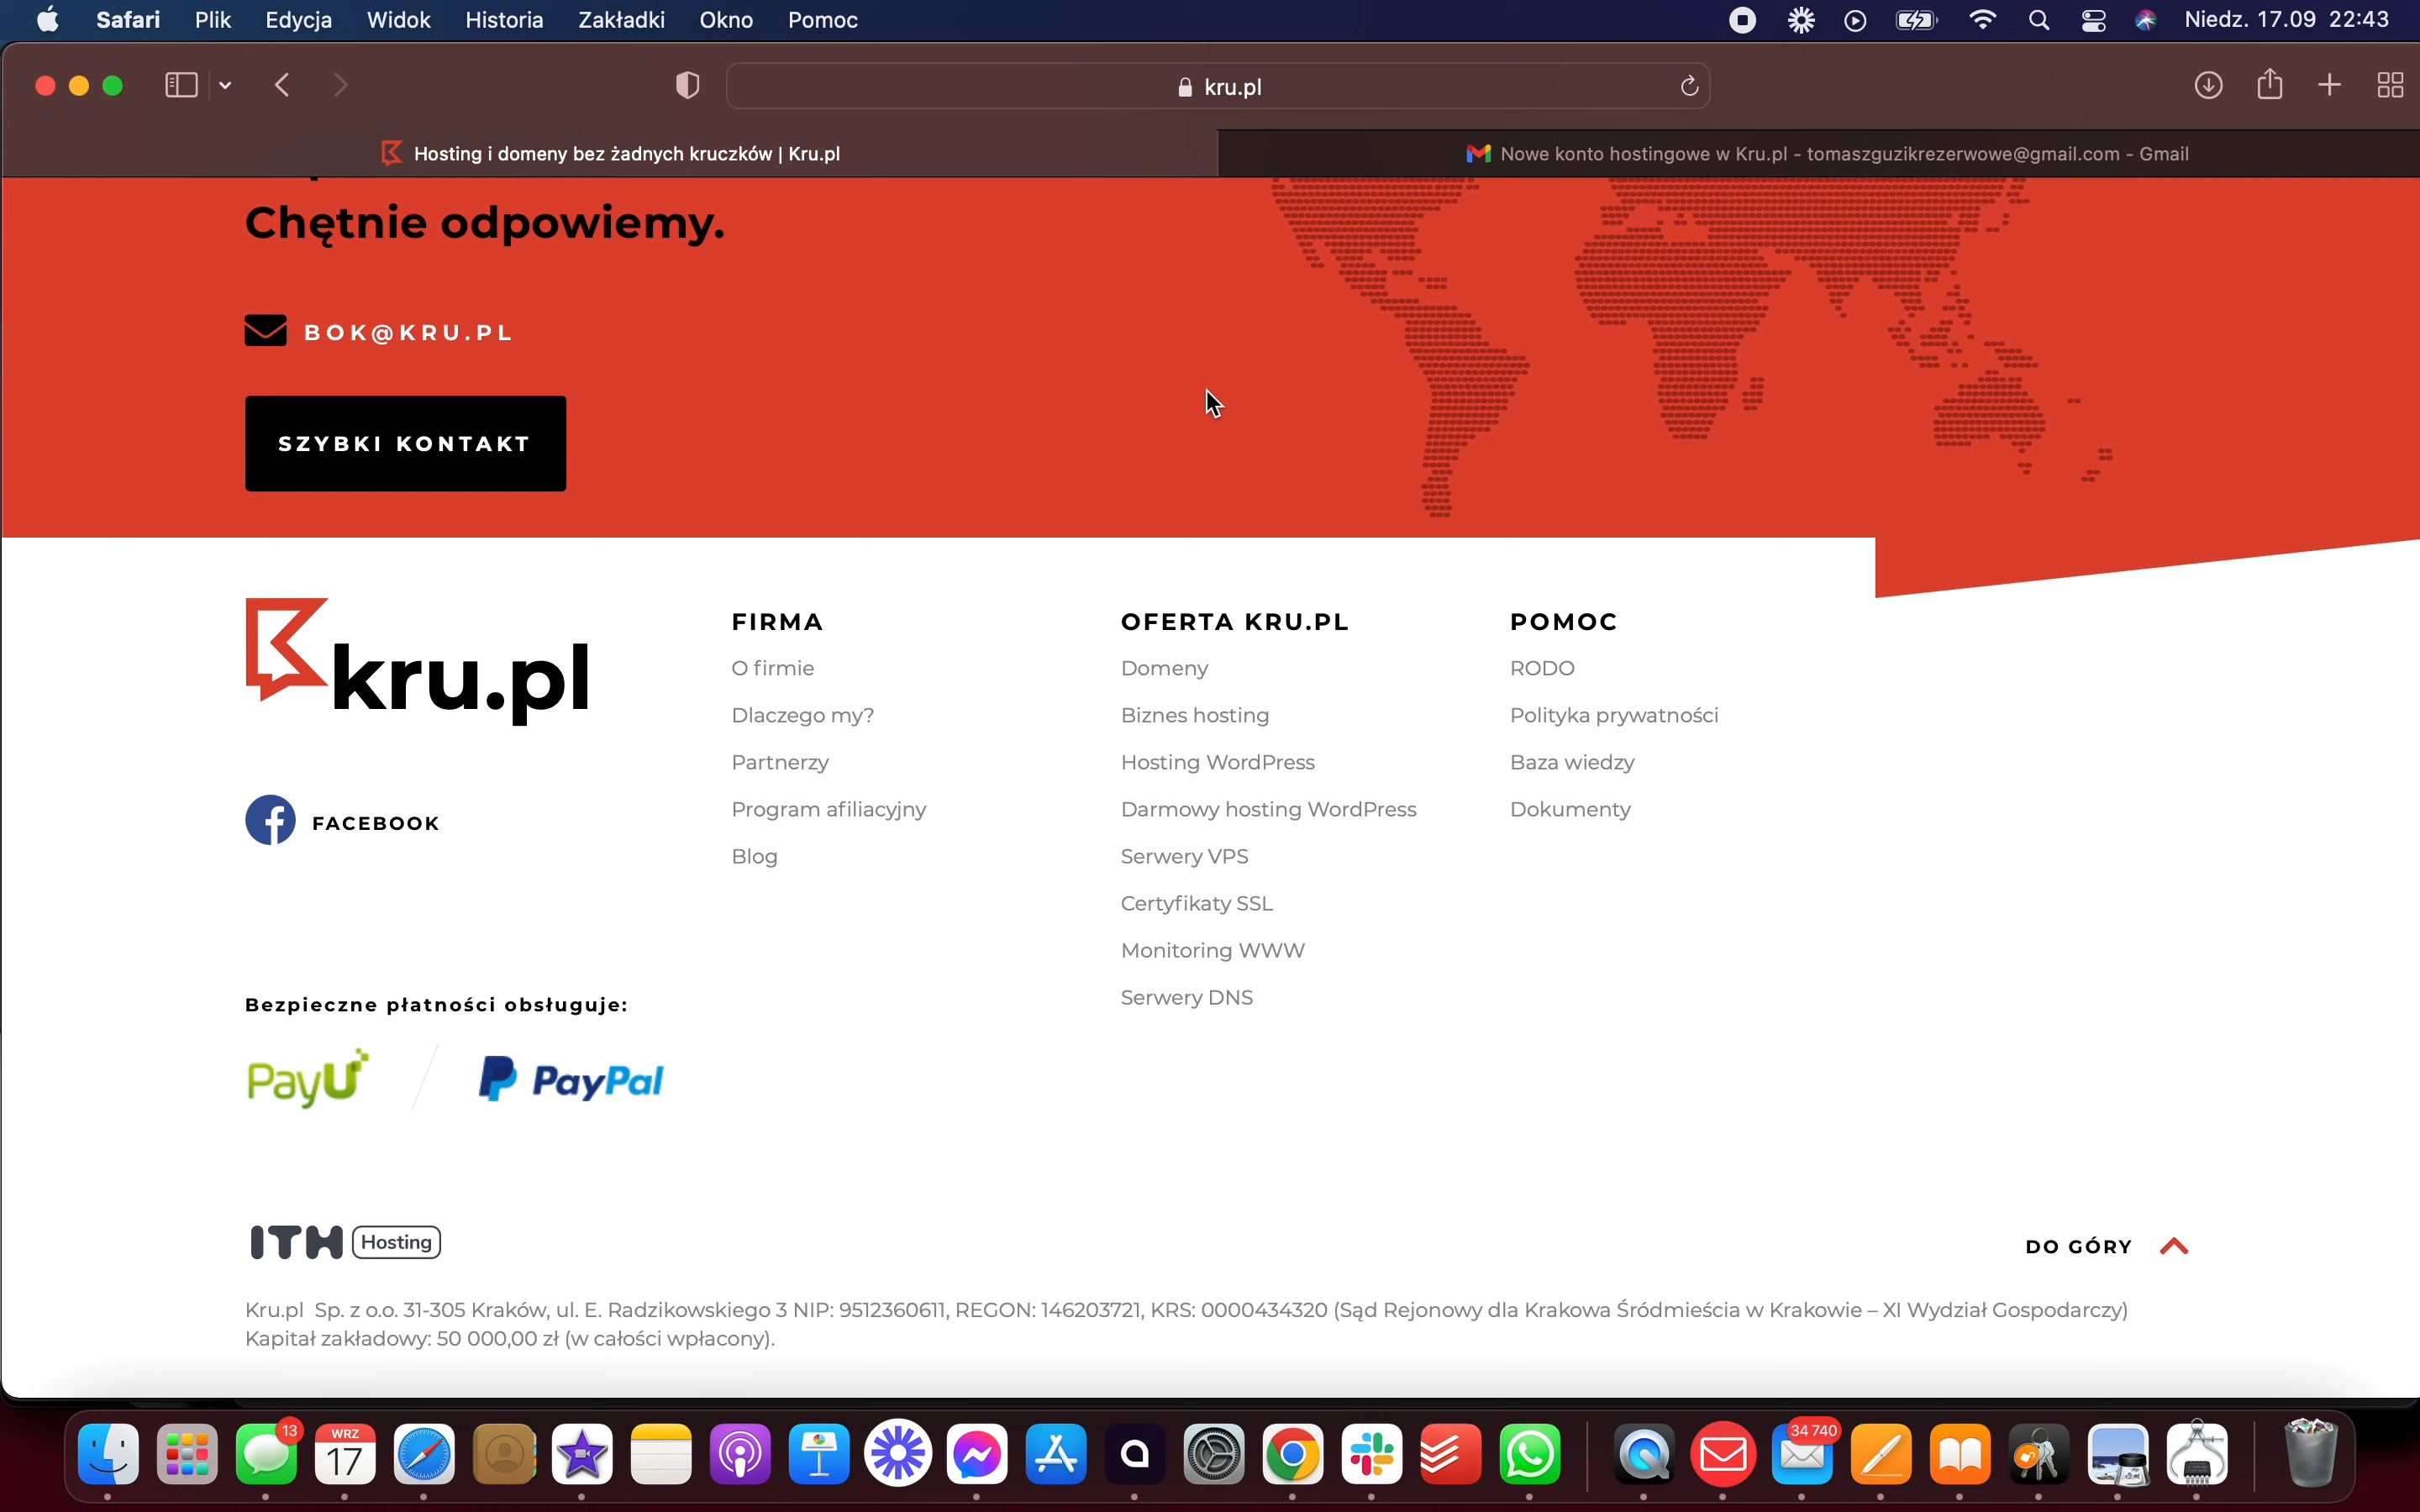 Safari Plik Edycja Widok Historia Zakładki Okno Pomoc
Niedz. 17.09 22:43
kru.pl
Hosting i domeny bez żadnych kruczków | Kru.pl
Nowe konto hostingowe w Kru.pl - tomaszguzikrezerwowe@gmail.com - Gmail
Chętnie odpowiemy.
BOK@KRU.PL
SZYBKI KONTAKT
kru.pl
FACEBOOK
Bezpieczne płatności obsługuje:
PayU
PayPal
FIRMA
O firmie
Dlaczego my?
Partnerzy
Program afiliacyjny
Blog
OFERTA KRU.PL
Domeny
Biznes hosting
Hosting WordPress
Darmowy hosting WordPress
Serwery VPS
Certyfikaty SSL
Monitoring WWW
Serwery DNS
POMOC
RODO
Polityka prywatności
Baza wiedzy
Dokumenty
ITH Hosting
DO GÓRY
Kru.pl Sp. z o.o. 31-305 Kraków, ul. E. Radzikowskiego 3 NIP: 9512360611, REGON: 146203721, KRS: 0000434320 (Sąd Rejonowy dla Krakowa Śródmieścia w Krakowie – XI Wydział Gospodarczy)
Kapitał zakładowy: 50 000,00 zł (w całości wpłacony).
13
WRZ
17
34 740